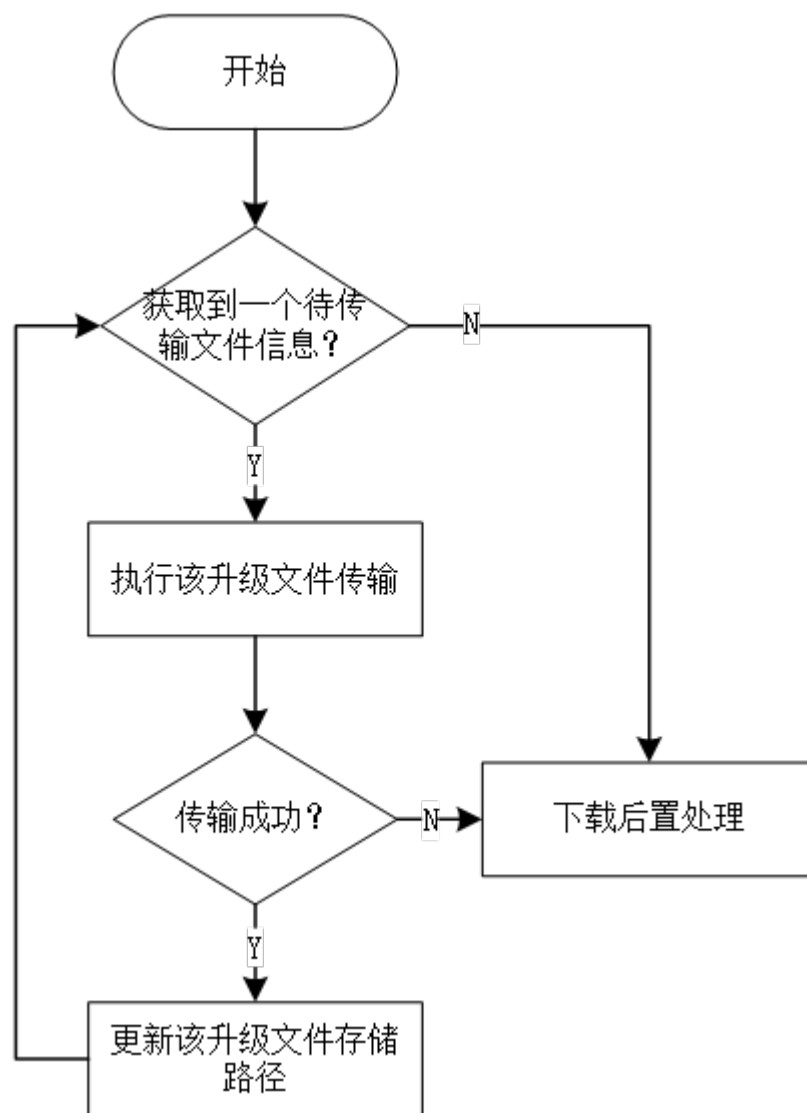 开始
获取到一个待传
输文件信息？
N
Y
执行该升级文件传输
传输成功？
N
下载后置处理
Y
更新该升级文件存储
路径